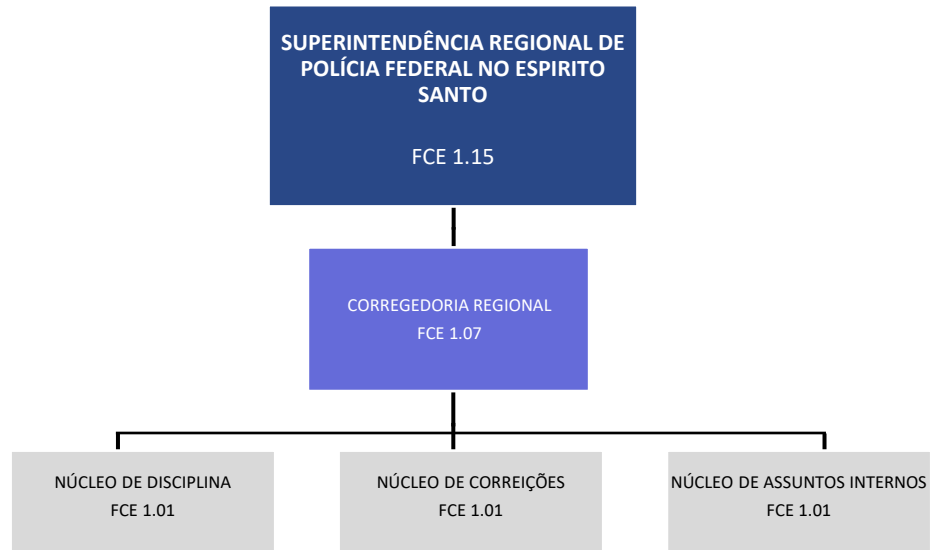 SUPERINTENDÊNCIA REGIONAL DE
POLÍCIA FEDERAL NO ESPIRITO
SANTO
FCE 1.15
CORREGEDORIA REGIONAL
FCE 1.07
NÚCLEO DE DISCIPLINA
FCE 1.01
NÚCLEO DE CORREIÇÕES
FCE 1.01
NÚCLEO DE ASSUNTOS INTERNOS
FCE 1.01